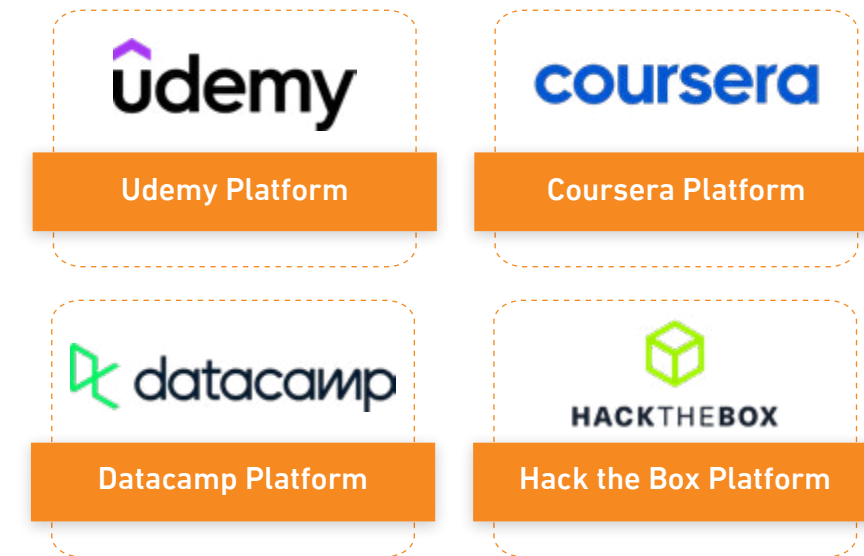 udemy
coursera
Udemy Platform
Coursera Platform
datacamp
HACKTHEBOX
Datacamp Platform
Hack the Box Platform